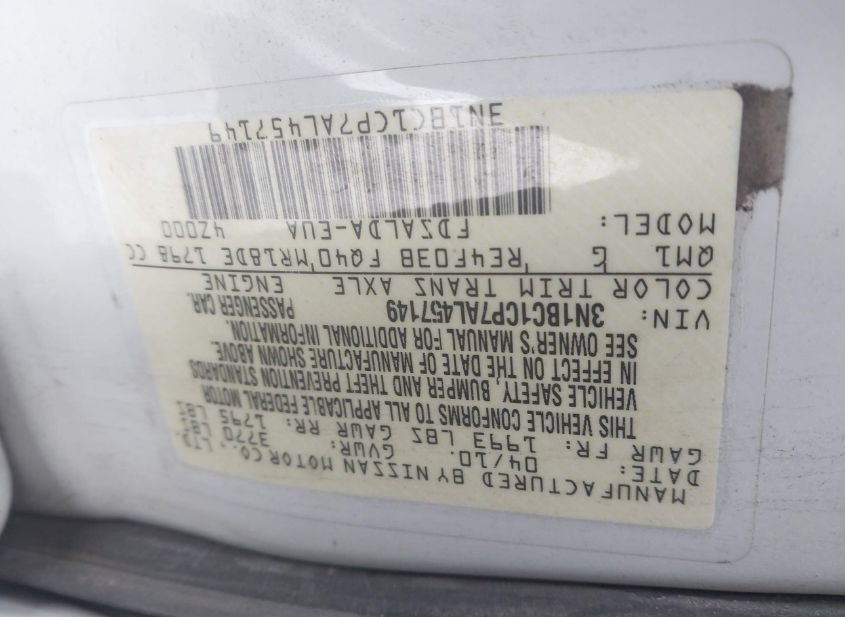 MANUFACTURED BY NISSAN MOTOR CO., LTD.
DATE: 04/10 GVWR: 3770 LBS
GAWR FR: 1993 LBS GAWR RR: 1795 LBS
THIS VEHICLE CONFORMS TO ALL APPLICABLE FEDERAL MOTOR
VEHICLE SAFETY, BUMPER AND THEFT PREVENTION STANDARDS
IN EFFECT ON THE DATE OF MANUFACTURE SHOWN ABOVE.
SEE OWNER'S MANUAL FOR ADDITIONAL INFORMATION.
VIN: 3N1BC1CP7AL457149 PASSENGER CAR.
COLOR TRIM TRANS AXLE ENGINE
QM1 G RE4F03B FQ40 MR18DE 1798 CC
MODEL: FDSALDA-EUA 4Z000
3N1BC1CP7AL457149